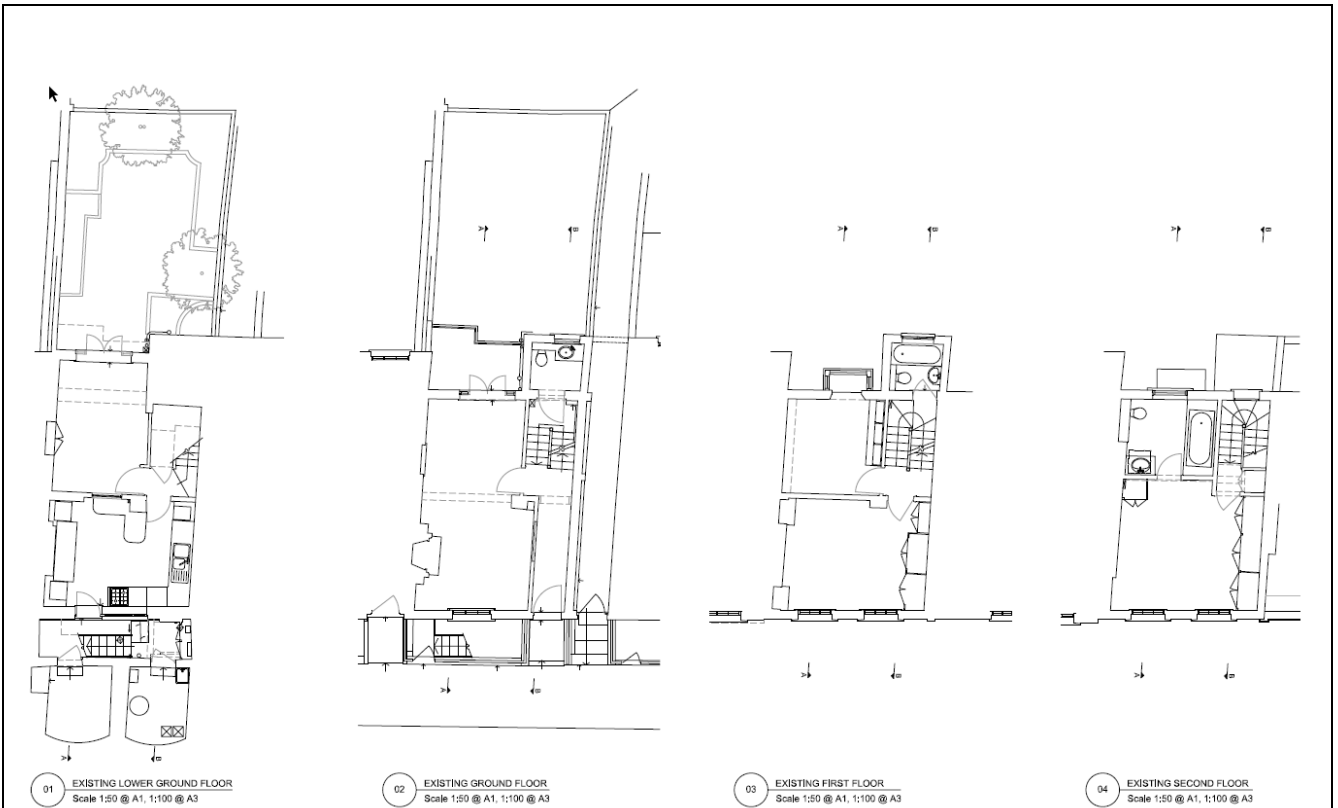 A
B
A
B
A
B
A
B
A
B
A
B
A
B
01
EXISTING LOWER GROUND FLOOR
Scale 1:50 @ A1, 1:100 @ A3
02
EXISTING GROUND FLOOR
Scale 1:50 @ A1, 1:100 @ A3
03
EXISTING FIRST FLOOR
Scale 1:50 @ A1, 1:100 @ A3
04
EXISTING SECOND FLOOR
Scale 1:50 @ A1, 1:100 @ A3